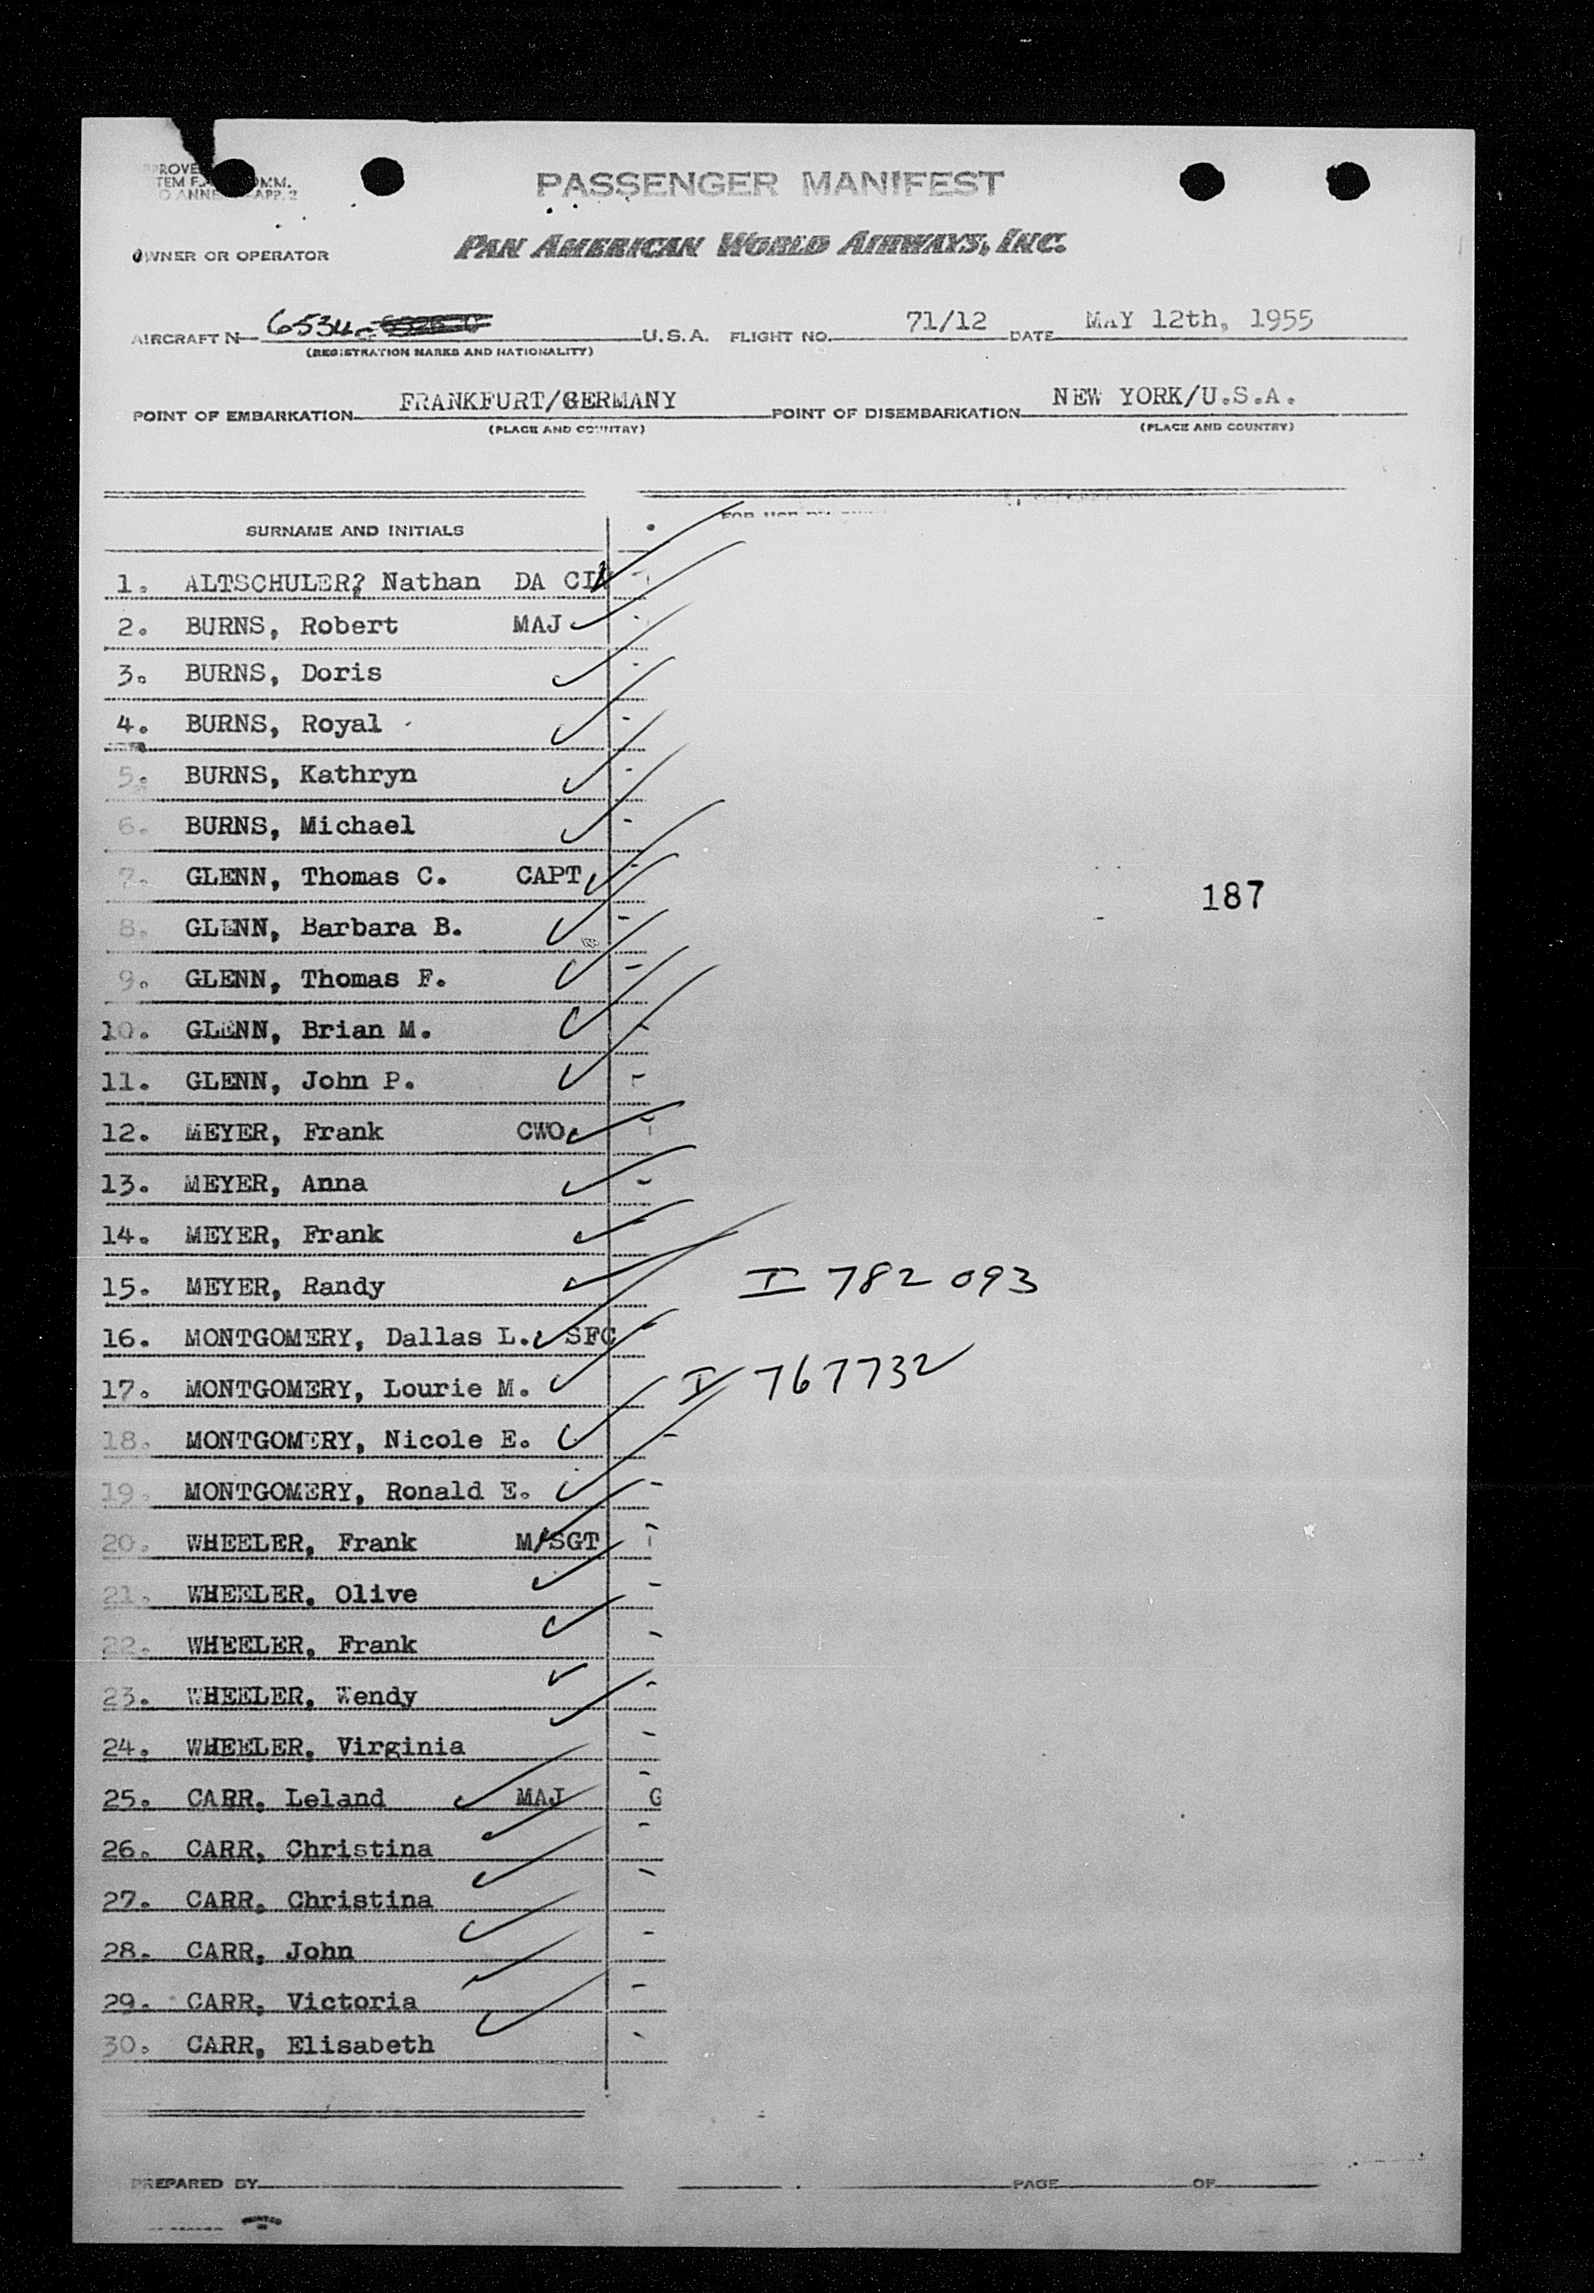 PASSENGER MANIFEST
OWNER OR OPERATOR PAN AMERICAN WORLD AIRWAYS, INC.
AIRCRAFT N 6534 U.S.A. FLIGHT NO. 71/12 DATE MAY 12th, 1955
(REGISTRATION MARKS AND NATIONALITY)
POINT OF EMBARKATION FRANKFURT/GERMANY POINT OF DISEMBARKATION NEW YORK/U.S.A.
(PLACE AND COUNTRY) (PLACE AND COUNTRY)
SURNAME AND INITIALS FOR USE BY
1. ALTSCHULER? Nathan DA CIV
2. BURNS, Robert MAJ
3. BURNS, Doris
4. BURNS, Royal
5. BURNS, Kathryn
6. BURNS, Michael
7. GLENN, Thomas C. CAPT
187
8. GLENN, Barbara B.
9. GLENN, Thomas F.
10. GLENN, Brian M.
11. GLENN, John P.
12. MEYER, Frank CWO
13. MEYER, Anna
14. MEYER, Frank
15. MEYER, Randy I 782 093
16. MONTGOMERY, Dallas L. SFC
17. MONTGOMERY, Lourie M. I 767732
18. MONTGOMERY, Nicole E.
19. MONTGOMERY, Ronald E.
20. WHEELER, Frank M/SGT
21. WHEELER, Olive
22. WHEELER, Frank
23. WHEELER, Wendy
24. WHEELER, Virginia
25. CARR, Leland MAJ G
26. CARR, Christina
27. CARR, Christina
28. CARR, John
29. CARR, Victoria
30. CARR, Elisabeth
PREPARED BY PAGE OF